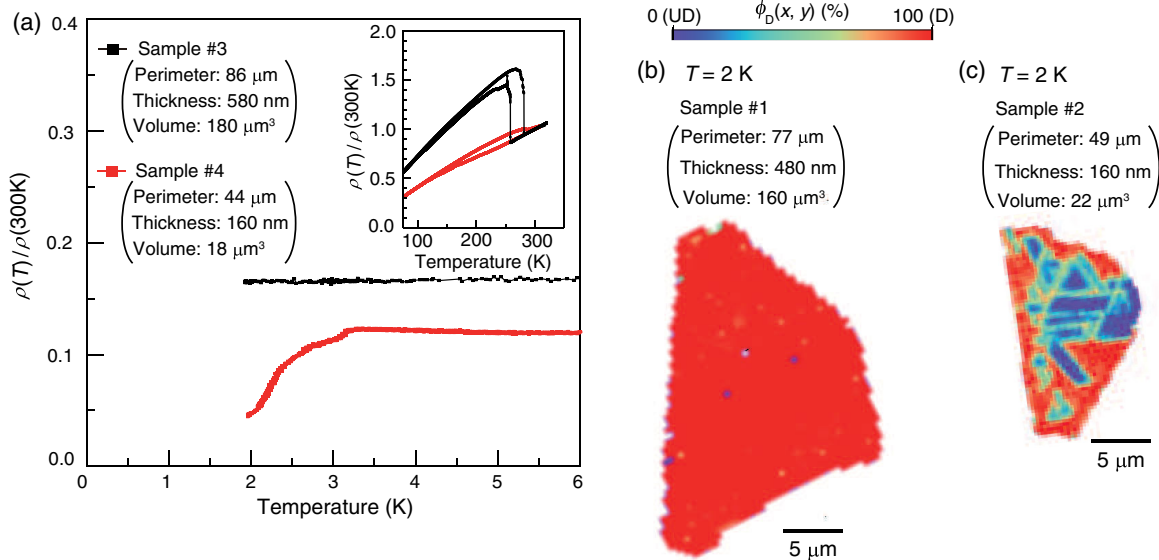 (a)
0.4
0.3
0.2
0.1
0.0
ρ(T)/ρ(300K)
0
1
2
3
4
5
6
Temperature (K)
Sample #3
Perimeter: 86 μm
Thickness: 580 nm
Volume: 180 μm³
Sample #4
Perimeter: 44 μm
Thickness: 160 nm
Volume: 18 μm³
2.0
1.5
1.0
0.5
0.0
ρ(T)/ρ(300K)
100
200
300
Temperature (K)
0 (UD) ϕD(x, y) (%) 100 (D)
(b) T = 2 K
Sample #1
Perimeter: 77 μm
Thickness: 480 nm
Volume: 160 μm³
5 μm
(c) T = 2 K
Sample #2
Perimeter: 49 μm
Thickness: 160 nm
Volume: 22 μm³
5 μm